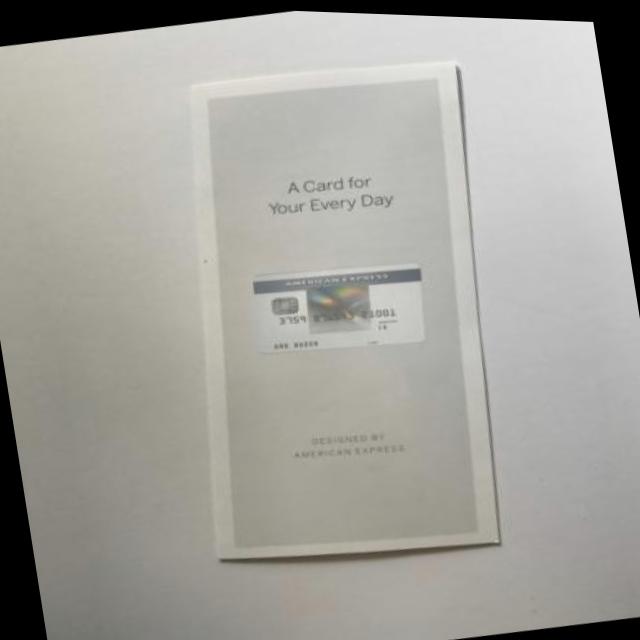 A Card for
Your Every Day
AMERICAN EXPRESS
DESIGNED BY
AMERICAN EXPRESS